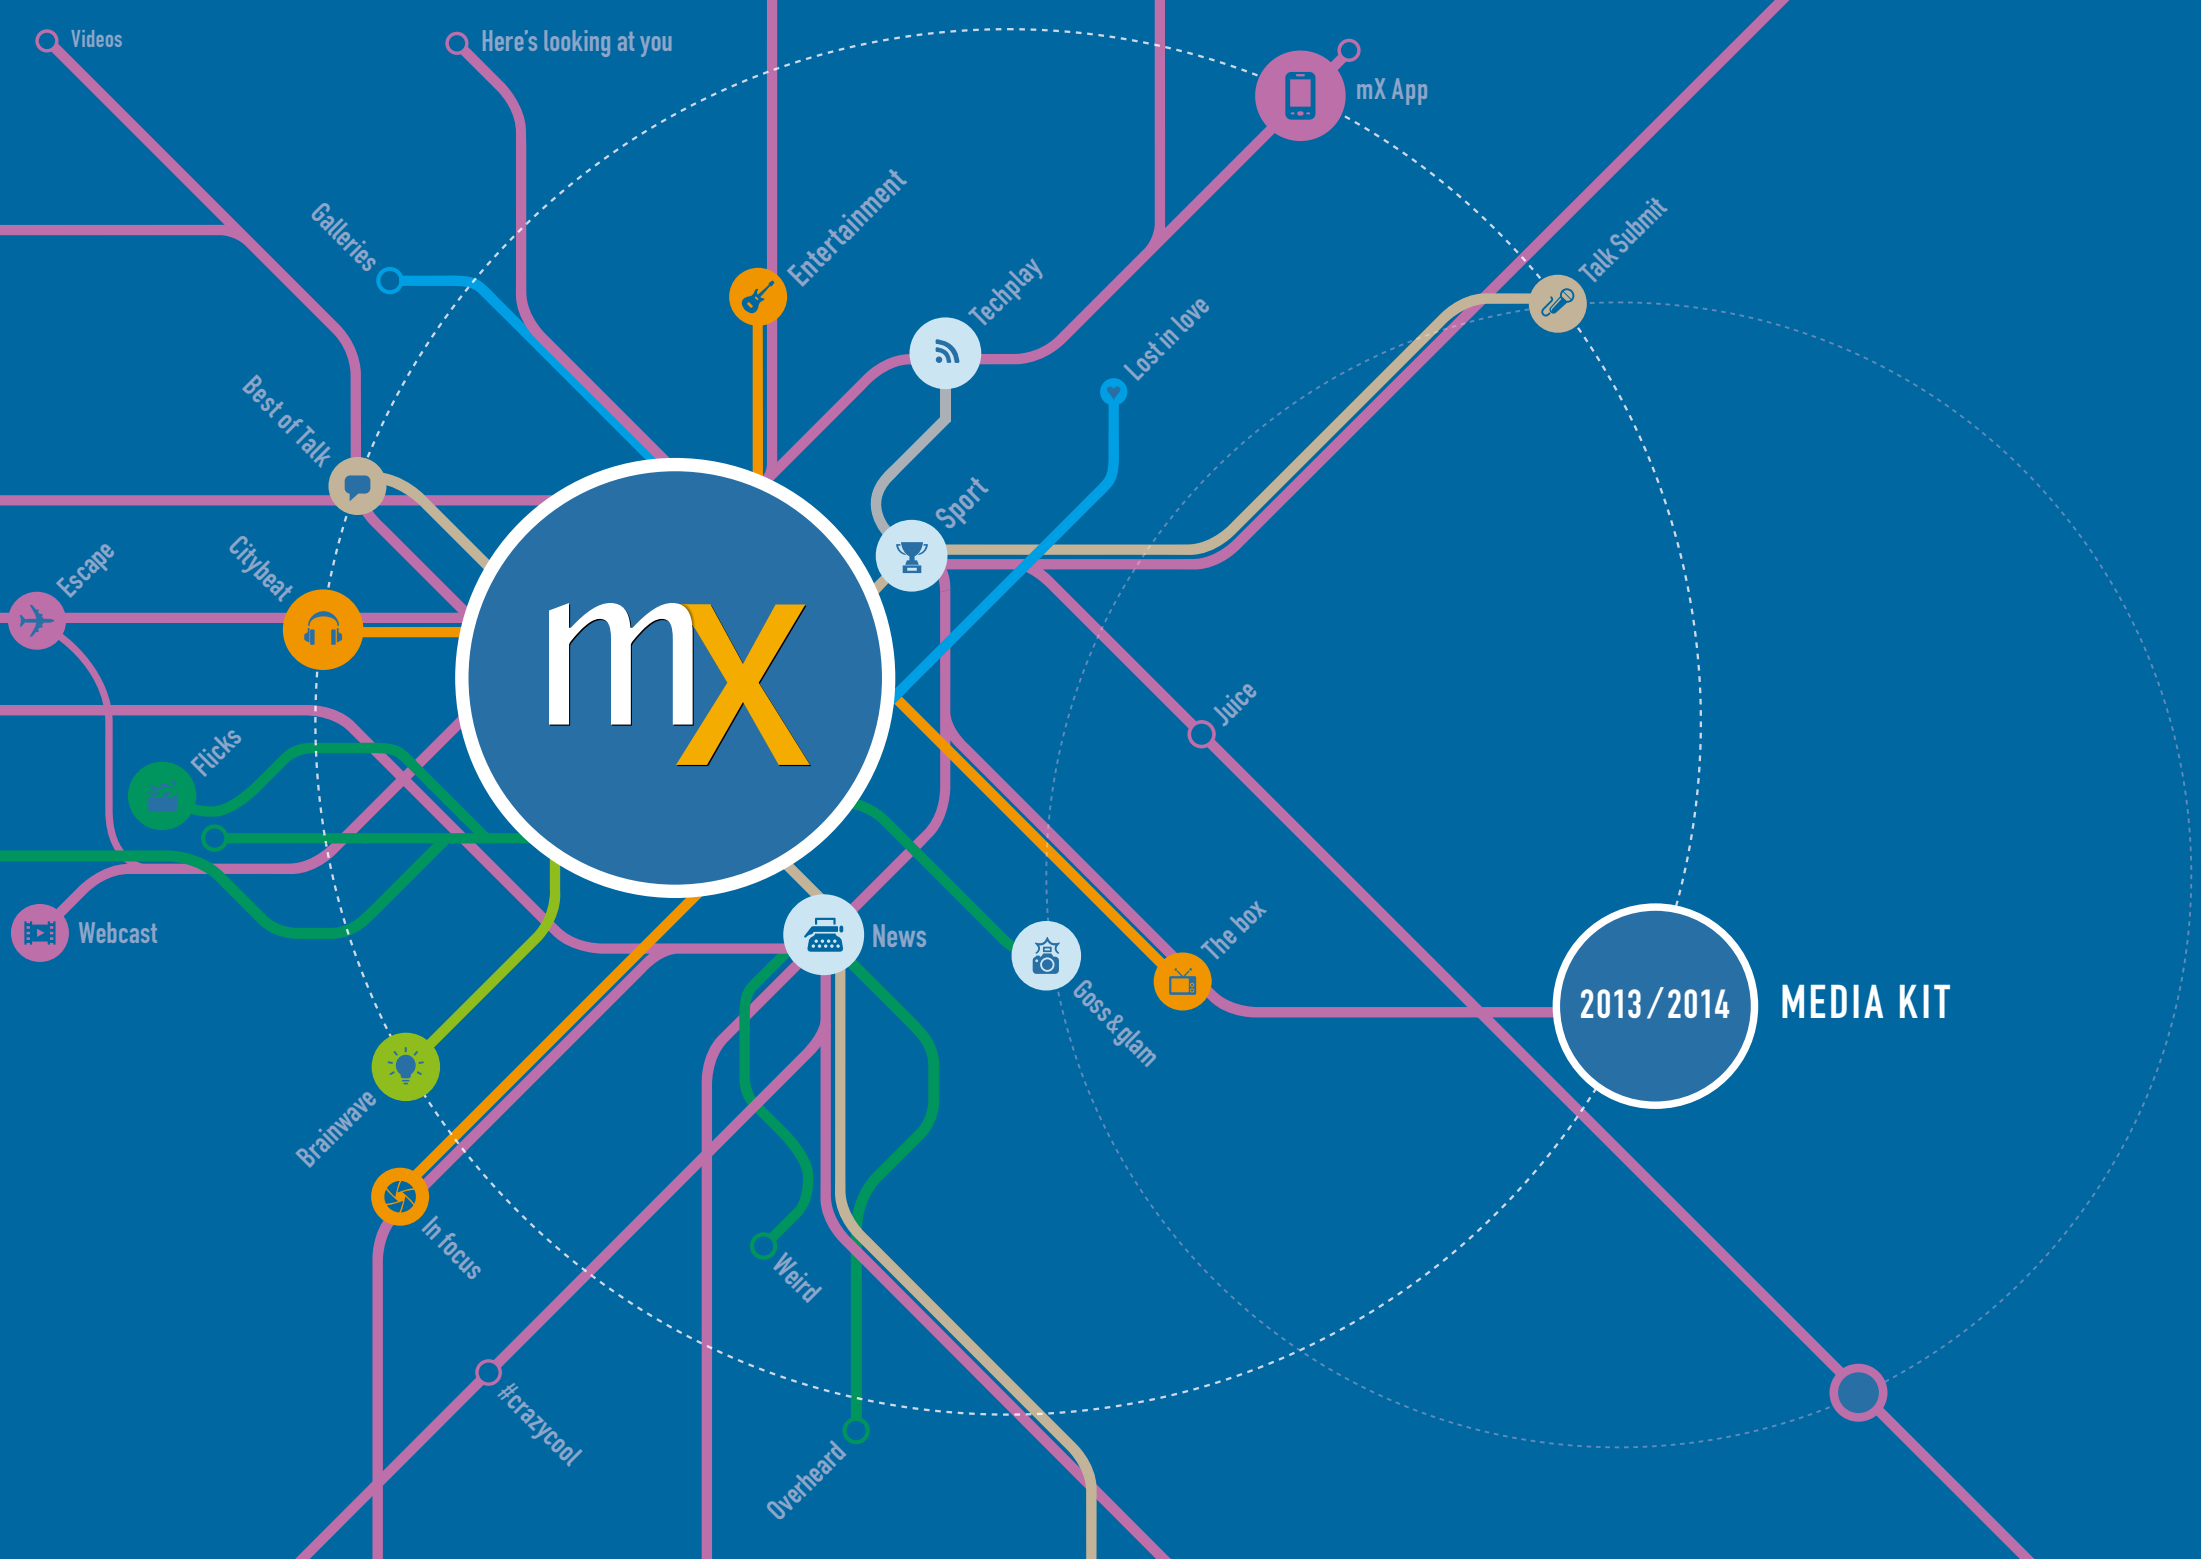 Videos
Here's looking at you
mX App
Galleries
Entertainment
Talk Submit
Techplay
Lost in love
Best of Talk
Sport
Escape
Citybeat
mX
Juice
Flicks
Webcast
News
The box
Goss&glam
2013/2014
MEDIA KIT
Brainwave
In focus
Weird
#crazycool
Overheard